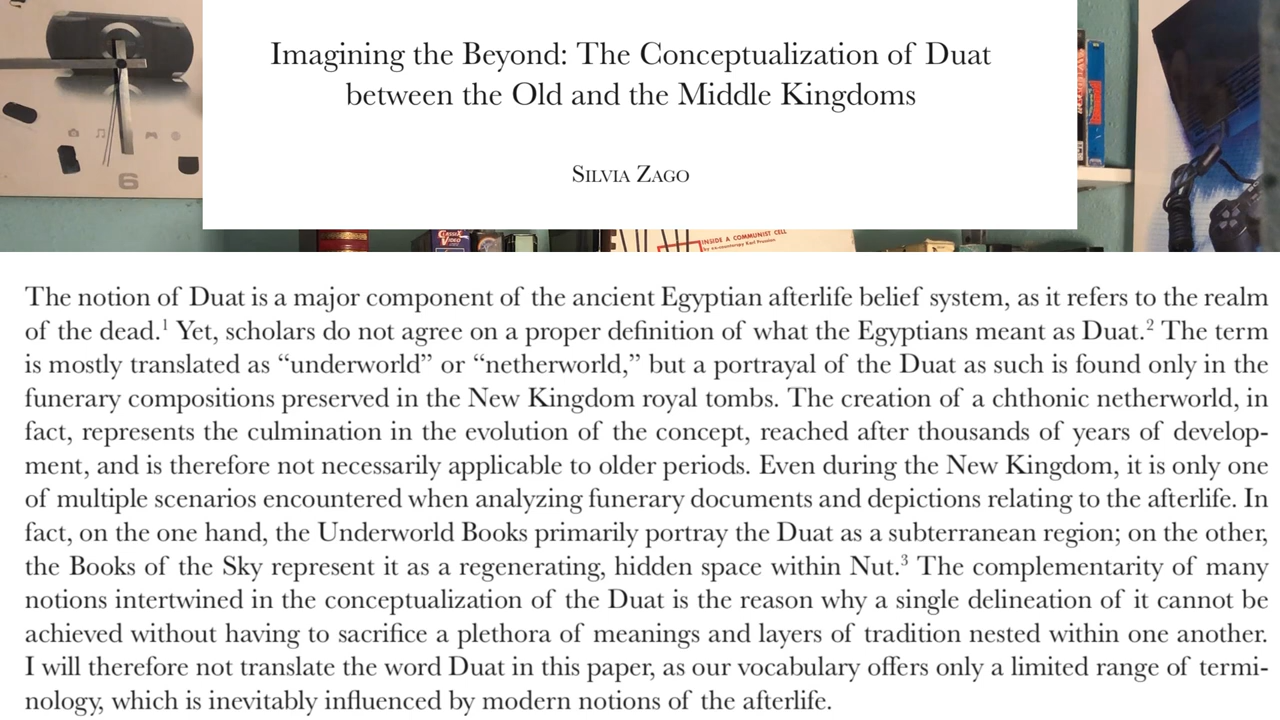 Imagining the Beyond: The Conceptualization of Duat
between the Old and the Middle Kingdoms
SILVIA ZAGO
6
CLASSEX
VIDEO
INSIDE A COMMUNIST CELL
by ex-counterspy Karl Prussion
The notion of Duat is a major component of the ancient Egyptian afterlife belief system, as it refers to the realm
of the dead.¹ Yet, scholars do not agree on a proper definition of what the Egyptians meant as Duat.² The term
is mostly translated as “underworld” or “netherworld,” but a portrayal of the Duat as such is found only in the
funerary compositions preserved in the New Kingdom royal tombs. The creation of a chthonic netherworld, in
fact, represents the culmination in the evolution of the concept, reached after thousands of years of develop-
ment, and is therefore not necessarily applicable to older periods. Even during the New Kingdom, it is only one
of multiple scenarios encountered when analyzing funerary documents and depictions relating to the afterlife. In
fact, on the one hand, the Underworld Books primarily portray the Duat as a subterranean region; on the other,
the Books of the Sky represent it as a regenerating, hidden space within Nut.³ The complementarity of many
notions intertwined in the conceptualization of the Duat is the reason why a single delineation of it cannot be
achieved without having to sacrifice a plethora of meanings and layers of tradition nested within one another.
I will therefore not translate the word Duat in this paper, as our vocabulary offers only a limited range of termi-
nology, which is inevitably influenced by modern notions of the afterlife.